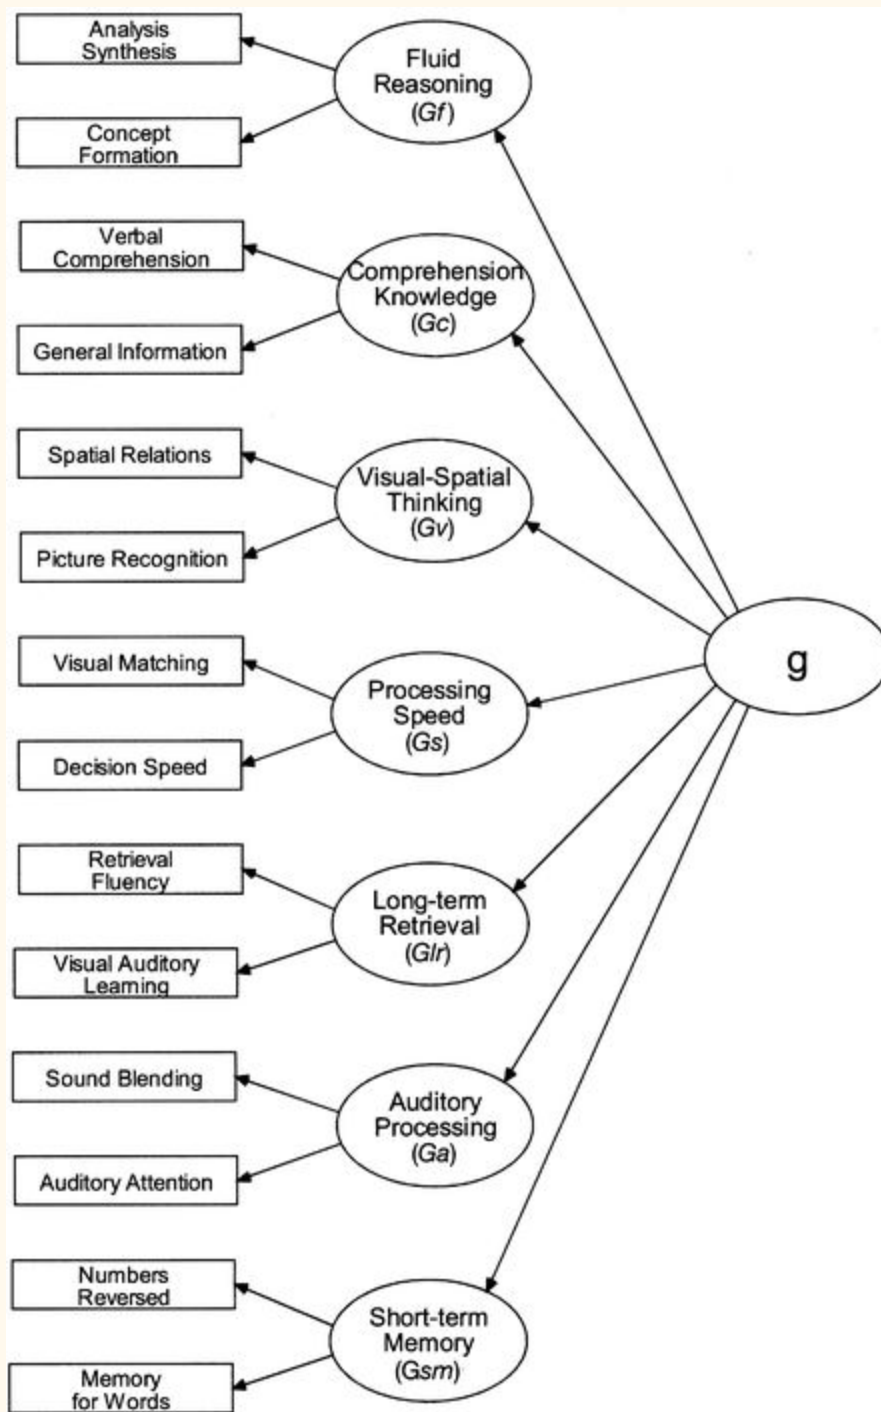 Analysis
Synthesis
Fluid
Reasoning
(Gf)
Concept
Formation
Verbal
Comprehension
Comprehension
Knowledge
(Gc)
General Information
Spatial Relations
Visual-Spatial
Thinking
(Gv)
Picture Recognition
g
Visual Matching
Processing
Speed
(Gs)
Decision Speed
Retrieval
Fluency
Long-term
Retrieval
(Glr)
Visual Auditory
Learning
Sound Blending
Auditory
Processing
(Ga)
Auditory Attention
Numbers
Reversed
Short-term
Memory
(Gsm)
Memory
for Words